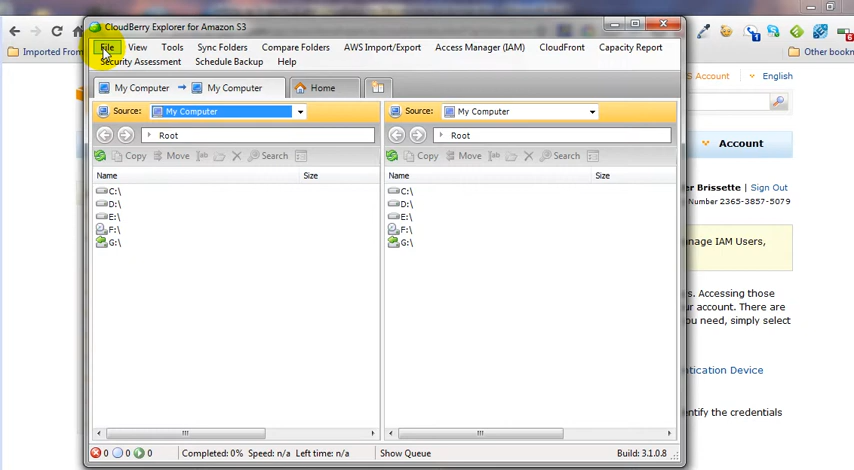 CloudBerry Explorer for Amazon S3
Imported From
Other bookm
File View Tools Sync Folders Compare Folders AWS Import/Export Access Manager (IAM) CloudFront Capacity Report
Security Assessment Schedule Backup Help
My Computer My Computer Home
S Account English
Source: My Computer Source: My Computer
Root Root
Account
Copy Move Search Copy Move Search
Name Size Name Size
er Brissette | Sign Out
Number 2365-3857-5079
C:\ C:\
D:\ D:\
E:\ E:\
F:\ F:\
G:\ G:\
nage IAM Users,
s. Accessing those
ur account. There are
ou need, simply select
ntication Device
entify the credentials
0 0 0 Completed: 0% Speed: n/a Left time: n/a Show Queue Build: 3.1.0.8